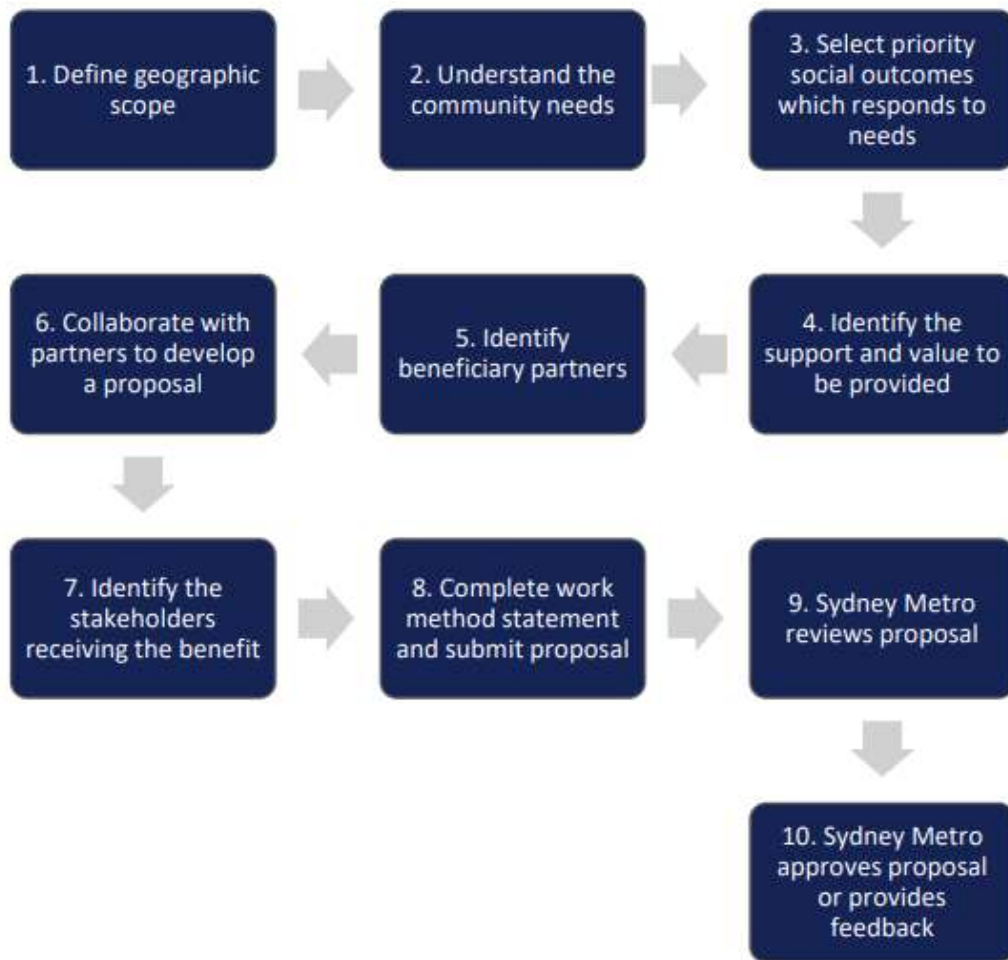 1. Define geographic
scope
2. Understand the
community needs
3. Select priority
social outcomes
which responds to
needs
4. Identify the
support and value to
be provided
5. Identify
beneficiary partners
6. Collaborate with
partners to develop
a proposal
7. Identify the
stakeholders
receiving the benefit
8. Complete work
method statement
and submit proposal
9. Sydney Metro
reviews proposal
10. Sydney Metro
approves proposal
or provides
feedback